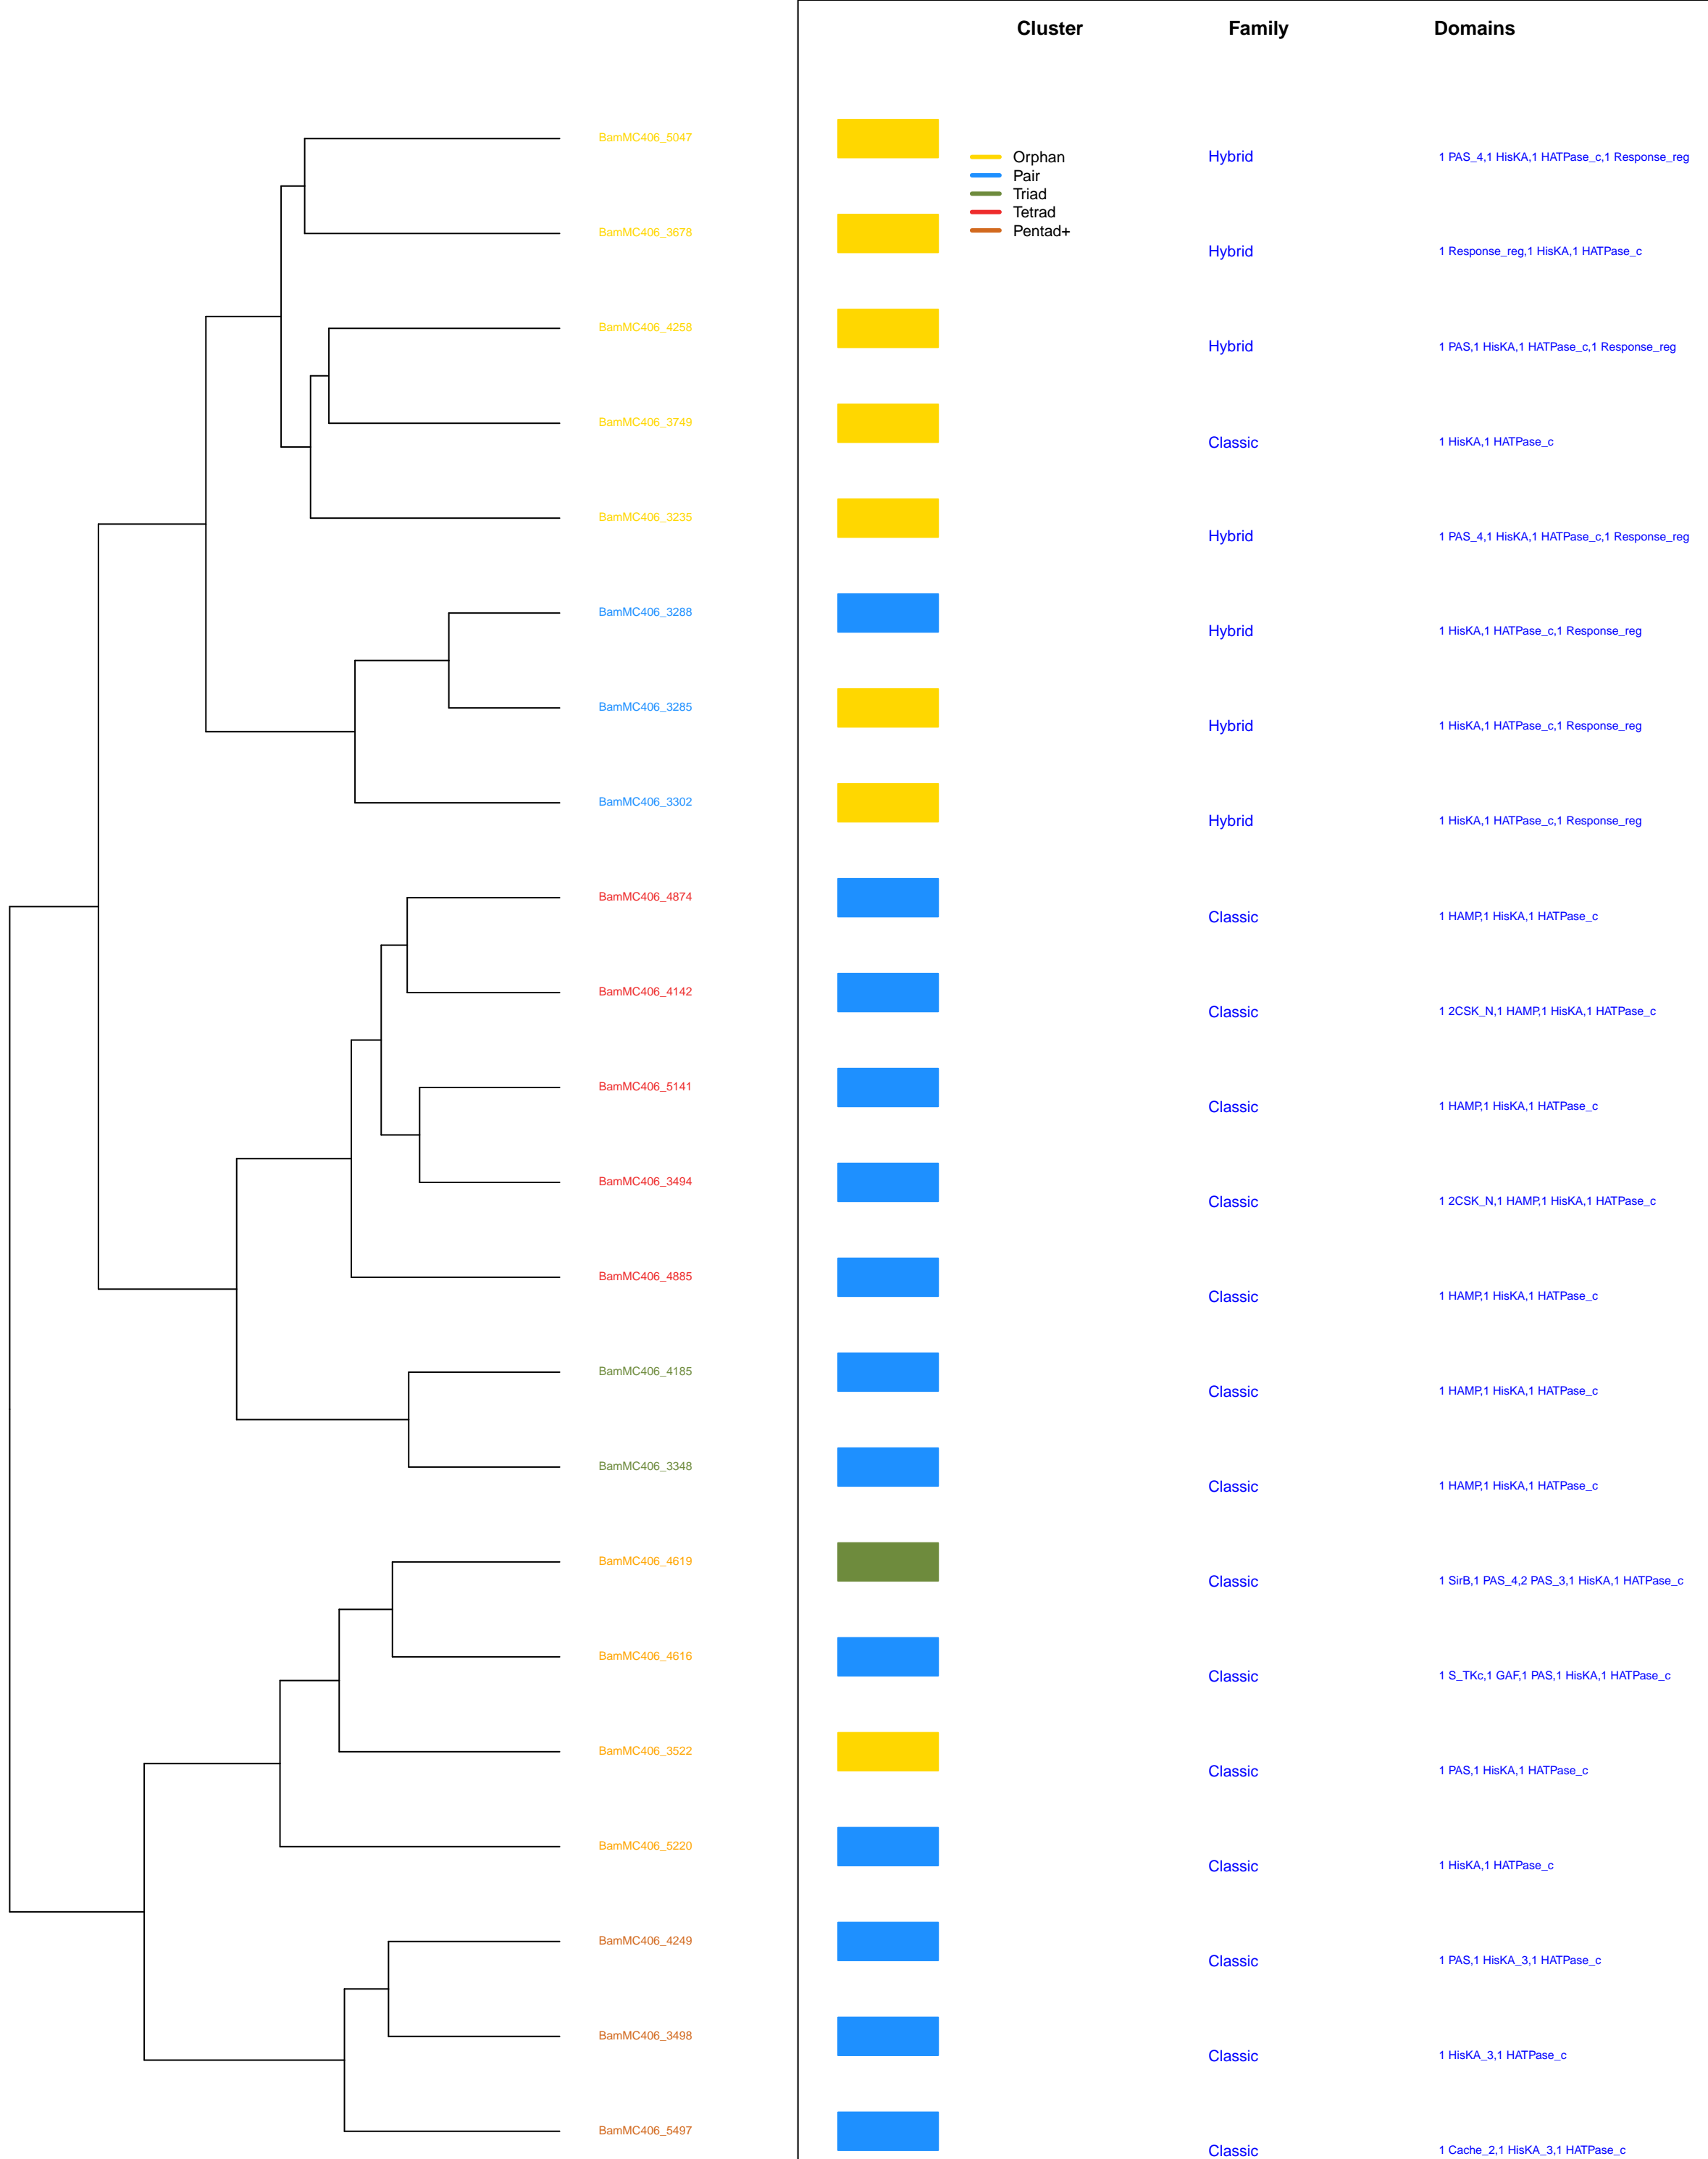 Cluster Family Domains
BamMC406_5047
Orphan
Hybrid 1 PAS_4,1 HisKA,1 HATPase_c,1 Response_reg
Pair
Triad
Tetrad
Pentad+
BamMC406_3678
Hybrid 1 Response_reg,1 HisKA,1 HATPase_c
BamMC406_4258
Hybrid 1 PAS,1 HisKA,1 HATPase_c,1 Response_reg
BamMC406_3749
Classic 1 HisKA,1 HATPase_c
BamMC406_3235
Hybrid 1 PAS_4,1 HisKA,1 HATPase_c,1 Response_reg
BamMC406_3288
Hybrid 1 HisKA,1 HATPase_c,1 Response_reg
BamMC406_3285
Hybrid 1 HisKA,1 HATPase_c,1 Response_reg
BamMC406_3302
Hybrid 1 HisKA,1 HATPase_c,1 Response_reg
BamMC406_4874
Classic 1 HAMP,1 HisKA,1 HATPase_c
BamMC406_4142
Classic 1 2CSK_N,1 HAMP,1 HisKA,1 HATPase_c
BamMC406_5141
Classic 1 HAMP,1 HisKA,1 HATPase_c
BamMC406_3494
Classic 1 2CSK_N,1 HAMP,1 HisKA,1 HATPase_c
BamMC406_4885
Classic 1 HAMP,1 HisKA,1 HATPase_c
BamMC406_4185
Classic 1 HAMP,1 HisKA,1 HATPase_c
BamMC406_3348
Classic 1 HAMP,1 HisKA,1 HATPase_c
BamMC406_4619
Classic 1 SirB,1 PAS_4,2 PAS_3,1 HisKA,1 HATPase_c
BamMC406_4616
Classic 1 S_TKc,1 GAF,1 PAS,1 HisKA,1 HATPase_c
BamMC406_3522
Classic 1 PAS,1 HisKA,1 HATPase_c
BamMC406_5220
Classic 1 HisKA,1 HATPase_c
BamMC406_4249
Classic 1 PAS,1 HisKA_3,1 HATPase_c
BamMC406_3498
Classic 1 HisKA_3,1 HATPase_c
BamMC406_5497
Classic 1 Cache_2,1 HisKA_3,1 HATPase_c